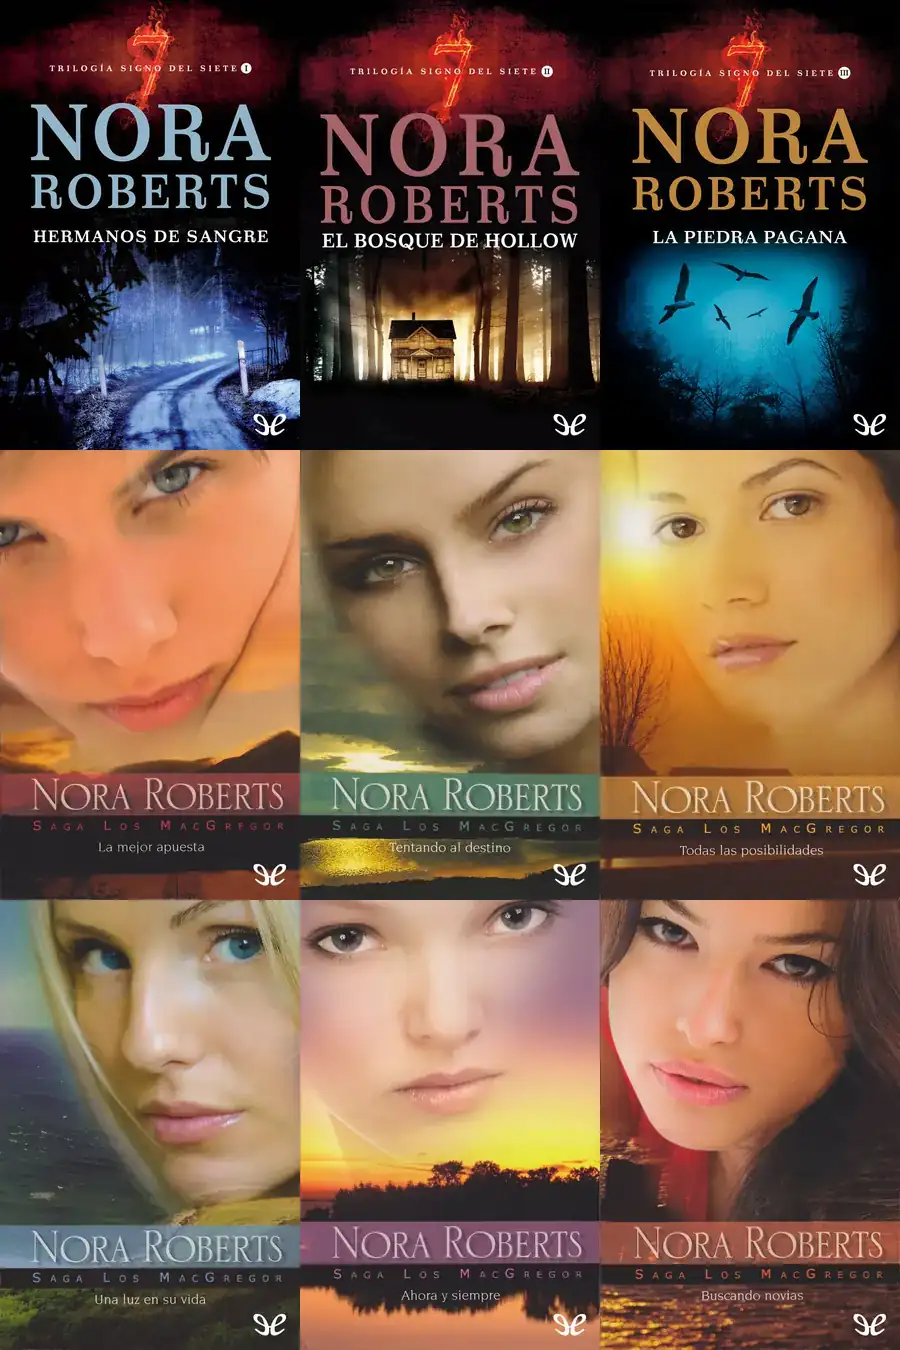 TRILOGÍA SIGNO DEL SIETE I
7
NORA
ROBERTS
HERMANOS DE SANGRE
TRILOGÍA SIGNO DEL SIETE II
7
NORA
ROBERTS
EL BOSQUE DE HOLLOW
TRILOGÍA SIGNO DEL SIETE III
7
NORA
ROBERTS
LA PIEDRA PAGANA
NORA ROBERTS
SAGA LOS MACGREGOR
La mejor apuesta
NORA ROBERTS
SAGA LOS MACGREGOR
Tentando al destino
NORA ROBERTS
SAGA LOS MACGREGOR
Todas las posibilidades
NORA ROBERTS
SAGA LOS MACGREGOR
Una luz en su vida
NORA ROBERTS
SAGA LOS MACGREGOR
Ahora y siempre
NORA ROBERTS
SAGA LOS MACGREGOR
Buscando novias